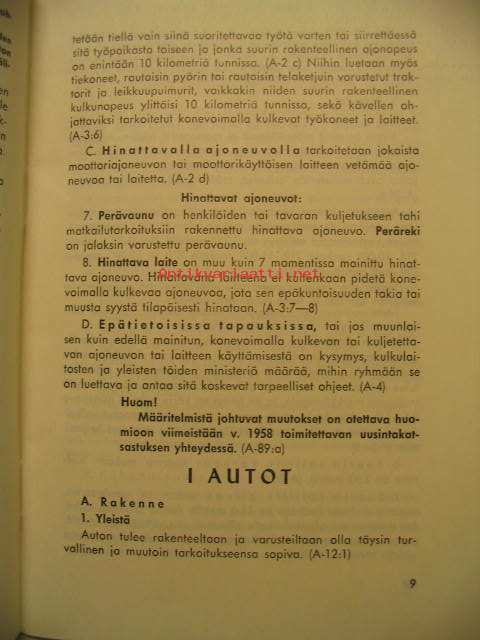 tetään tiellä vain siinä suoritettavaa työtä varten tai siirrettäessä
sitä työpaikasta toiseen ja jonka suurin rakenteellinen ajonopeus
on enintään 10 kilometriä tunnissa. (A-2 c) Niihin luetaan myös
tiekoneet, rautaisin pyörin tai rautaisin telaketjuin varustetut trak-
torit ja leikkuupuimurit, vaikkakin niiden suurin rakenteellinen
kulkunopeus ylittäisi 10 kilometriä tunnissa, sekä kävellen oh-
jattaviksi tarkoitetut konevoimalla kulkevat työkoneet ja laitteet.
(A-3:6)
C. Hinattavalla ajoneuvolla tarkoitetaan jokaista
moottoriajoneuvon tai moottorikäyttöisen laitteen vetämää ajo-
neuvoa tai laitetta. (A-2 d)
Hinattavat ajoneuvot:
7. Perävaunu on henkilöiden tai tavaran kuljetukseen tahi
matkailutarkoituksiin rakennettu hinattava ajoneuvo. Peräreki
on jalaksin varustettu perävaunu.
8. Hinattava laite on muu kuin 7 momentissa mainittu hinat-
tava ajoneuvo. Hinattavana laitteena ei kuitenkaan pidetä kone-
voimalla kulkevaa ajoneuvoa, jota sen epäkuntoisuuden takia tai
muusta syystä tilapäisesti hinataan. (A-3:7—8)
Antikvariaatti.net
D. Epätietoisissa tapauksissa, tai jos muunlai-
sen kuin edellä mainitun, konevoimalla kulkevan tai kuljetetta-
van ajoneuvon tai laitteen käyttämisestä on kysymys, kulkulai-
tosten ja yleisten töiden ministeriö määrää, mihin ryhmään se
on luettava ja antaa sitä koskevat tarpeelliset ohjeet. (A-4)
Huom!
Määritelmistä johtuvat muutokset on otettava huo-
mioon viimeistään v. 1958 toimitettavan uusintakat-
sastuksen yhteydessä. (A-89:a)
I AUTOT
A. Rakenne
1. Yleistä
Auton tulee rakenteeltaan ja varusteiltaan olla täysin tur-
vallinen ja muutoin tarkoitukseensa sopiva. (A-12:1)
9